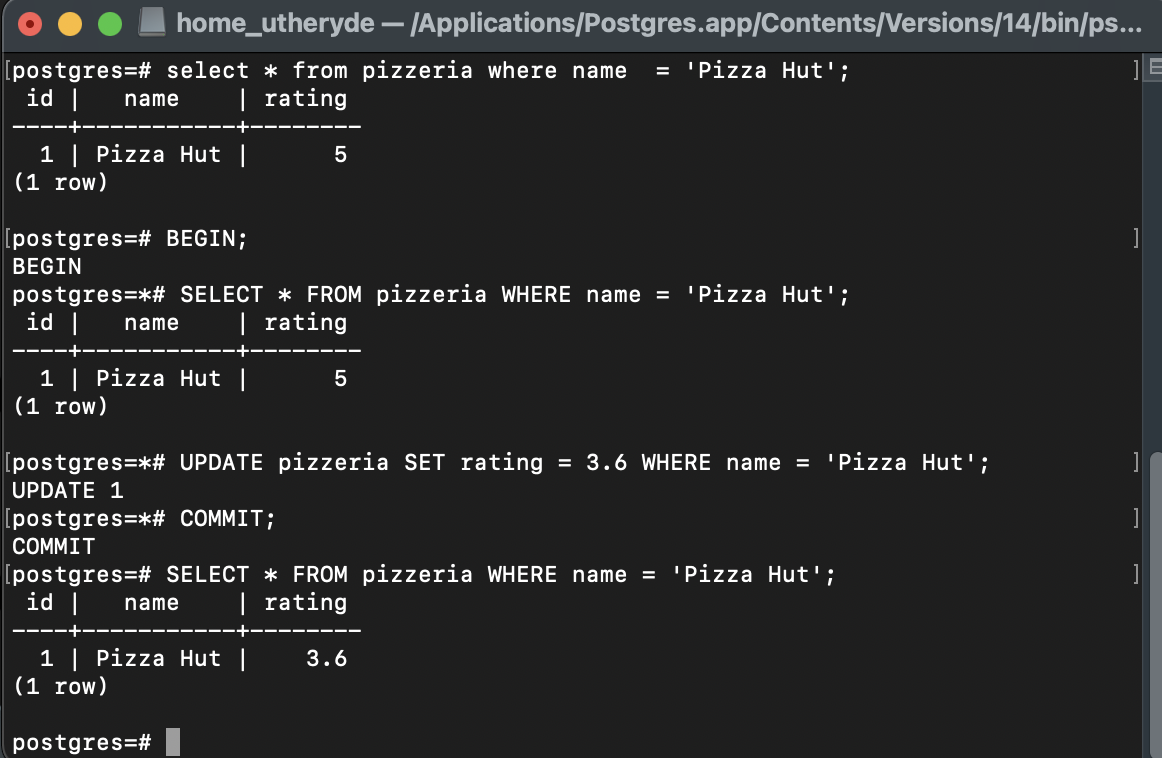 home_utheryde — /Applications/Postgres.app/Contents/Versions/14/bin/ps...
[postgres=# select * from pizzeria where name  = 'Pizza Hut'; ]
 id |   name    | rating
----+-----------+--------
  1 | Pizza Hut |      5
(1 row)
[postgres=# BEGIN; ]
BEGIN
postgres=*# SELECT * FROM pizzeria WHERE name = 'Pizza Hut';
 id |   name    | rating
----+-----------+--------
  1 | Pizza Hut |      5
(1 row)
[postgres=*# UPDATE pizzeria SET rating = 3.6 WHERE name = 'Pizza Hut'; ]
UPDATE 1
[postgres=*# COMMIT; ]
COMMIT
[postgres=# SELECT * FROM pizzeria WHERE name = 'Pizza Hut'; ]
 id |   name    | rating
----+-----------+--------
  1 | Pizza Hut |    3.6
(1 row)
postgres=#